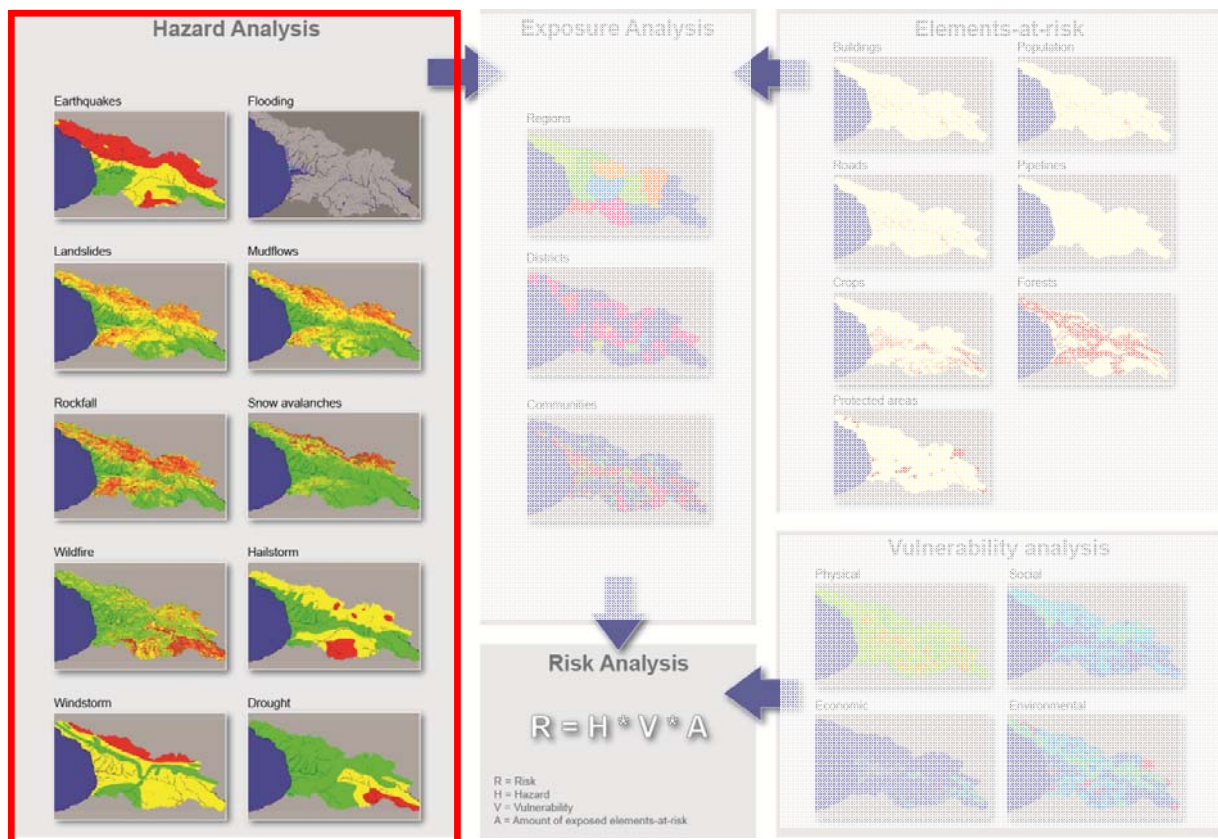 Hazard Analysis
Earthquakes
Flooding
Landslides
Mudflows
Rockfall
Snow avalanches
Wildfire
Hailstorm
Windstorm
Drought
Exposure Analysis
Regions
Districts
Communities
Elements-at-risk
Buildings
Population
Roads
Pipelines
Crops
Forests
Protected areas
Vulnerability analysis
Physical
Social
Economic
Environmental
Risk Analysis
R = H * V * A
R = Risk
H = Hazard
V = Vulnerability
A = Amount of exposed elements-at-risk